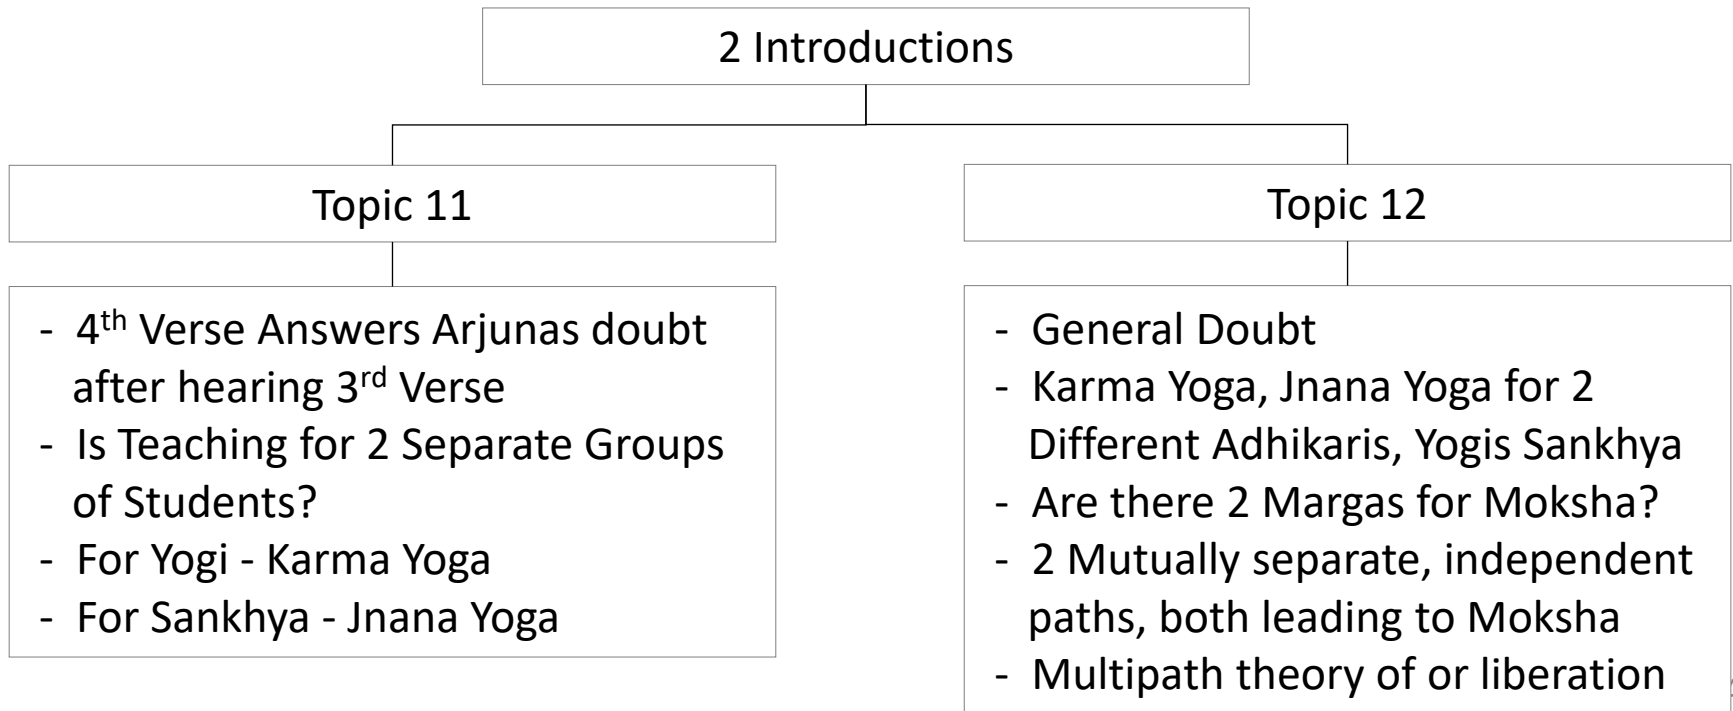 2 Introductions
Topic 11
- 4th Verse Answers Arjunas doubt
after hearing 3rd Verse
- Is Teaching for 2 Separate Groups
of Students?
- For Yogi - Karma Yoga
- For Sankhya - Jnana Yoga
Topic 12
- General Doubt
- Karma Yoga, Jnana Yoga for 2
Different Adhikaris, Yogis Sankhya
- Are there 2 Margas for Moksha?
- 2 Mutually separate, independent
paths, both leading to Moksha
- Multipath theory of or liberation